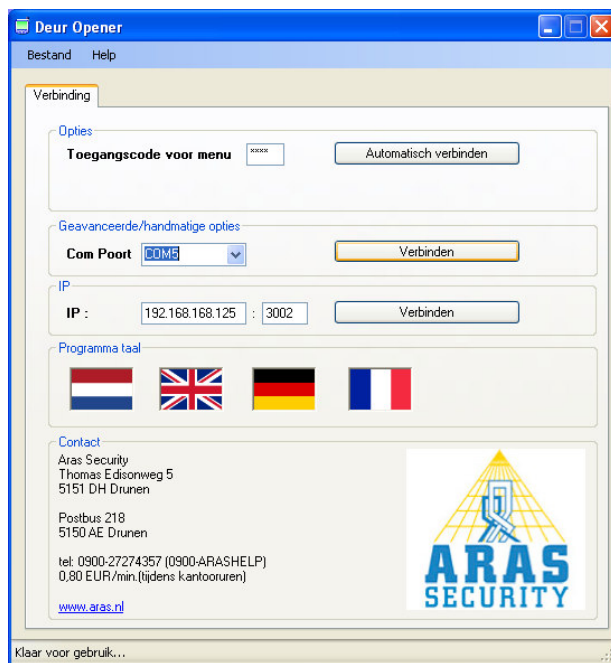 Deur Opener
Bestand Help
Verbinding
Opties
Toegangscode voor menu **** Automatisch verbinden
Geavanceerde/handmatige opties
Com Poort COM5 Verbinden
IP
IP : 192.168.168.125 : 3002 Verbinden
Programma taal
Contact
Aras Security
Thomas Edisonweg 5
5151 DH Drunen
Postbus 218
5150 AE Drunen
tel: 0900-27274357 (0900-ARASHELP)
0,80 EUR/min.(tijdens kantooruren)
www.aras.nl
ARAS
SECURITY
Klaar voor gebruik...